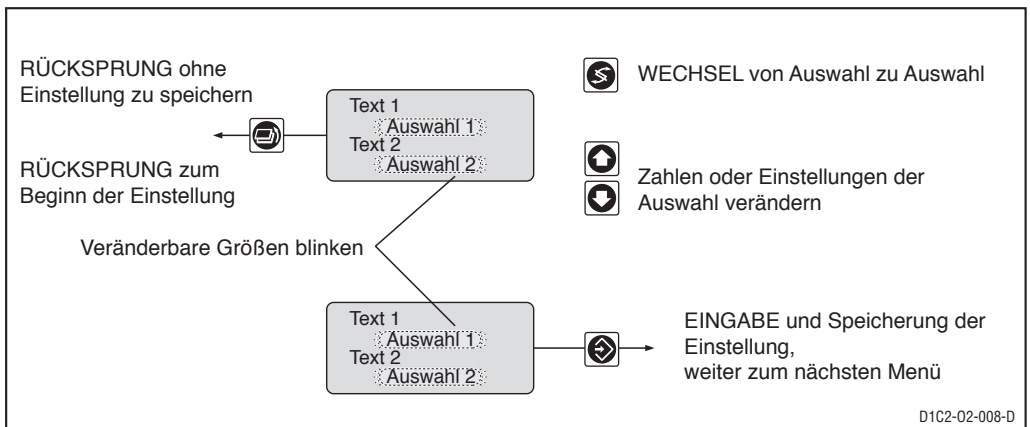 RÜCKSPRUNG ohne
Einstellung zu speichern
RÜCKSPRUNG zum
Beginn der Einstellung
Text 1
Auswahl 1
Text 2
Auswahl 2
WECHSEL von Auswahl zu Auswahl
Zahlen oder Einstellungen der
Auswahl verändern
Veränderbare Größen blinken
Text 1
Auswahl 1
Text 2
Auswahl 2
EINGABE und Speicherung der
Einstellung,
weiter zum nächsten Menü
D1C2-02-008-D